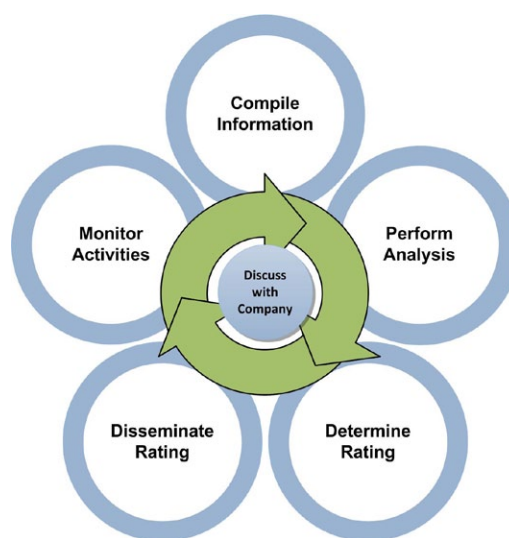 Compile
Information
Perform
Analysis
Determine
Rating
Disseminate
Rating
Monitor
Activities
Discuss
with
Company